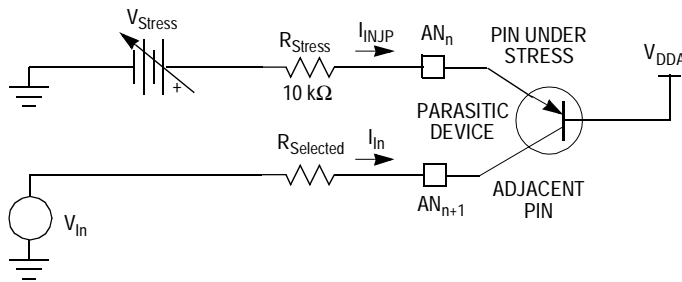 V_Stress
+
R_Stress
10 kΩ
I_INJP
AN_n
PIN UNDER
STRESS
V_DDA
PARASITIC
DEVICE
R_Selected
I_In
AN_n+1
ADJACENT
PIN
V_In